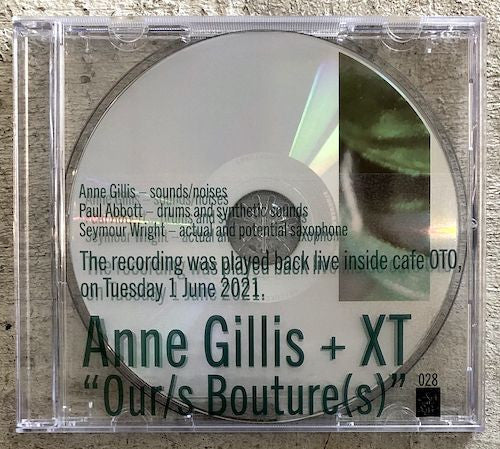 Anne Gillis – sounds/noises
Paul Abbott – drums and synthetic sounds
Seymour Wright – actual and potential saxophone
The recording was played back live inside cafe OTO,
on Tuesday 1 June 2021.
Anne Gillis + XT
“Our/s Bouture(s)”
028